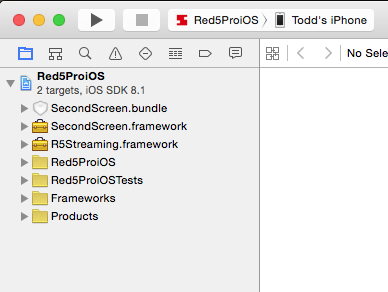 Red5ProiOS Todd's iPhone
No Sele
Red5ProiOS
2 targets, iOS SDK 8.1
SecondScreen.bundle
SecondScreen.framework
R5Streaming.framework
Red5ProiOS
Red5ProiOSTests
Frameworks
Products